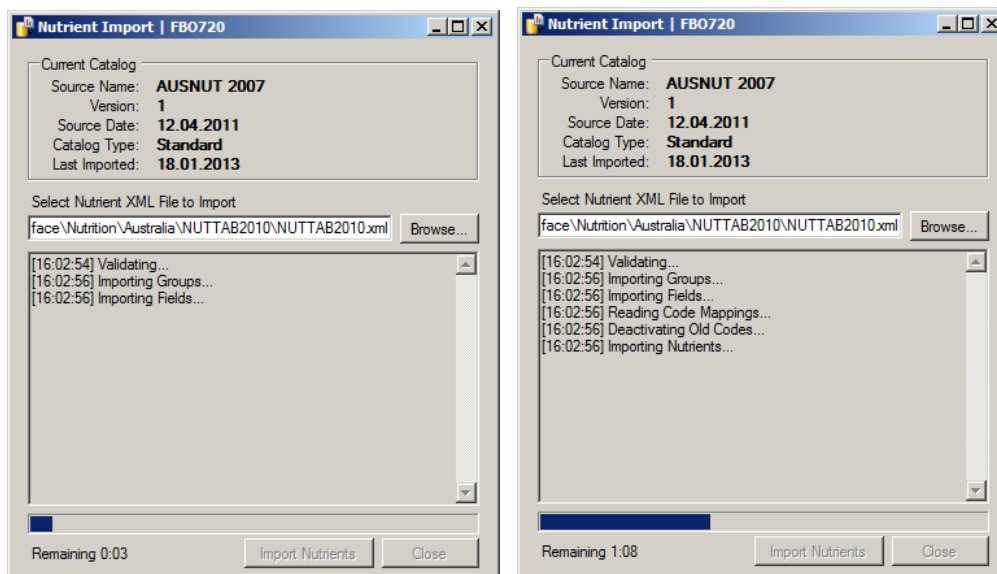 Nutrient Import | FBO720
Current Catalog
Source Name: AUSNUT 2007
Version: 1
Source Date: 12.04.2011
Catalog Type: Standard
Last Imported: 18.01.2013
Select Nutrient XML File to Import
face\Nutrition\Australia\NUTTAB2010\NUTTAB2010.xml Browse...
[16:02:54] Validating...
[16:02:56] Importing Groups...
[16:02:56] Importing Fields...
Remaining 0:03 Import Nutrients Close
Nutrient Import | FBO720
Current Catalog
Source Name: AUSNUT 2007
Version: 1
Source Date: 12.04.2011
Catalog Type: Standard
Last Imported: 18.01.2013
Select Nutrient XML File to Import
face\Nutrition\Australia\NUTTAB2010\NUTTAB2010.xml Browse...
[16:02:54] Validating...
[16:02:56] Importing Groups...
[16:02:56] Importing Fields...
[16:02:56] Reading Code Mappings...
[16:02:56] Deactivating Old Codes...
[16:02:56] Importing Nutrients...
Remaining 1:08 Import Nutrients Close